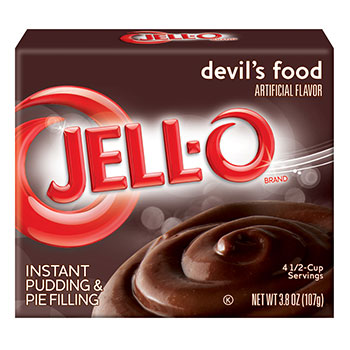 JELL-O
devil's food
ARTIFICIAL FLAVOR
JELL-O
BRAND
INSTANT
PUDDING &
PIE FILLING
4 1/2-Cup
Servings
K
NET WT 3.8 OZ (107g)